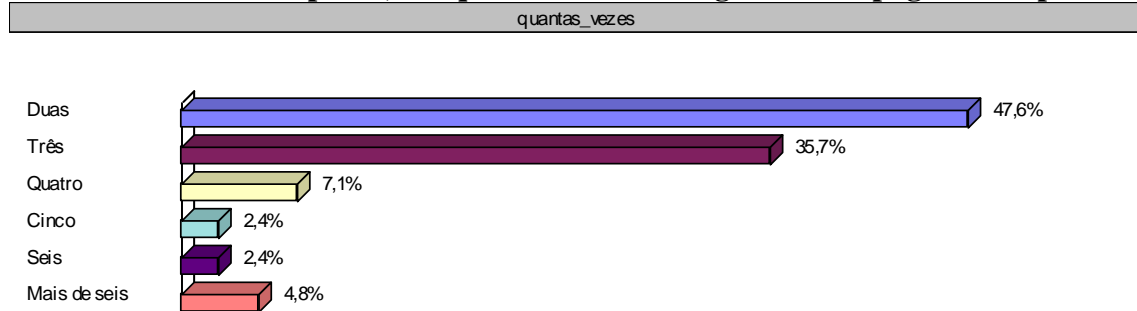 quantas_vezes
Duas 47,6%
Três 35,7%
Quatro 7,1%
Cinco 2,4%
Seis 2,4%
Mais de seis 4,8%